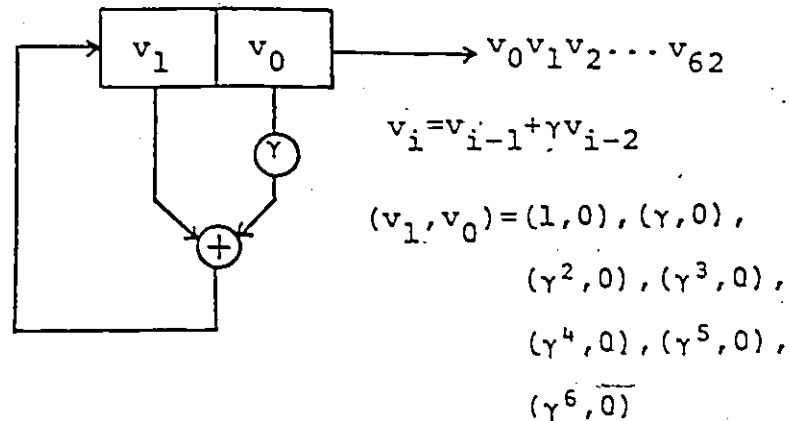 v₁ v₀ v₀v₁v₂··· v₆₂
γ
vᵢ=vᵢ₋₁+γvᵢ₋₂
+
(v₁,v₀)=(1,0),(γ,0),
(γ²,0),(γ³,0),
(γ⁴,0),(γ⁵,0),
(γ⁶,0)